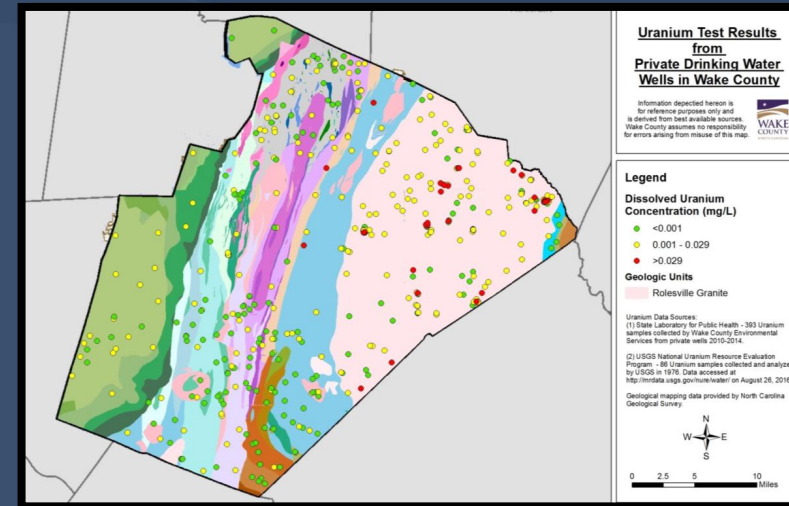 Uranium Test Results
from
Private Drinking Water
Wells in Wake County
Information depectied hereon is
for reference purposes only and
is derived from best available sources.
Wake County assumes no responsibility
for errors arising from misuse of this map.
WAKE
COUNTY
Legend
Dissolved Uranium
Concentration (mg/L)
<0.001
0.001 - 0.029
>0.029
Geologic Units
Rolesville Granite
Uranium Data Sources:
(1) State Laboratory for Public Health - 393 Uranium
samples collected by Wake County Environmental
Services from private wells 2010-2014.
(2) USGS National Uranium Resource Evaluation
Program - 86 Uranium samples collected and analyze
by USGS in 1976. Data accessed at
http://mrdata.usgs.gov/nure/water/ on August 26, 2016
Geological mapping data provided by North Carolina
Geological Survey.
N
W E
S
0 2.5 5 10
Miles